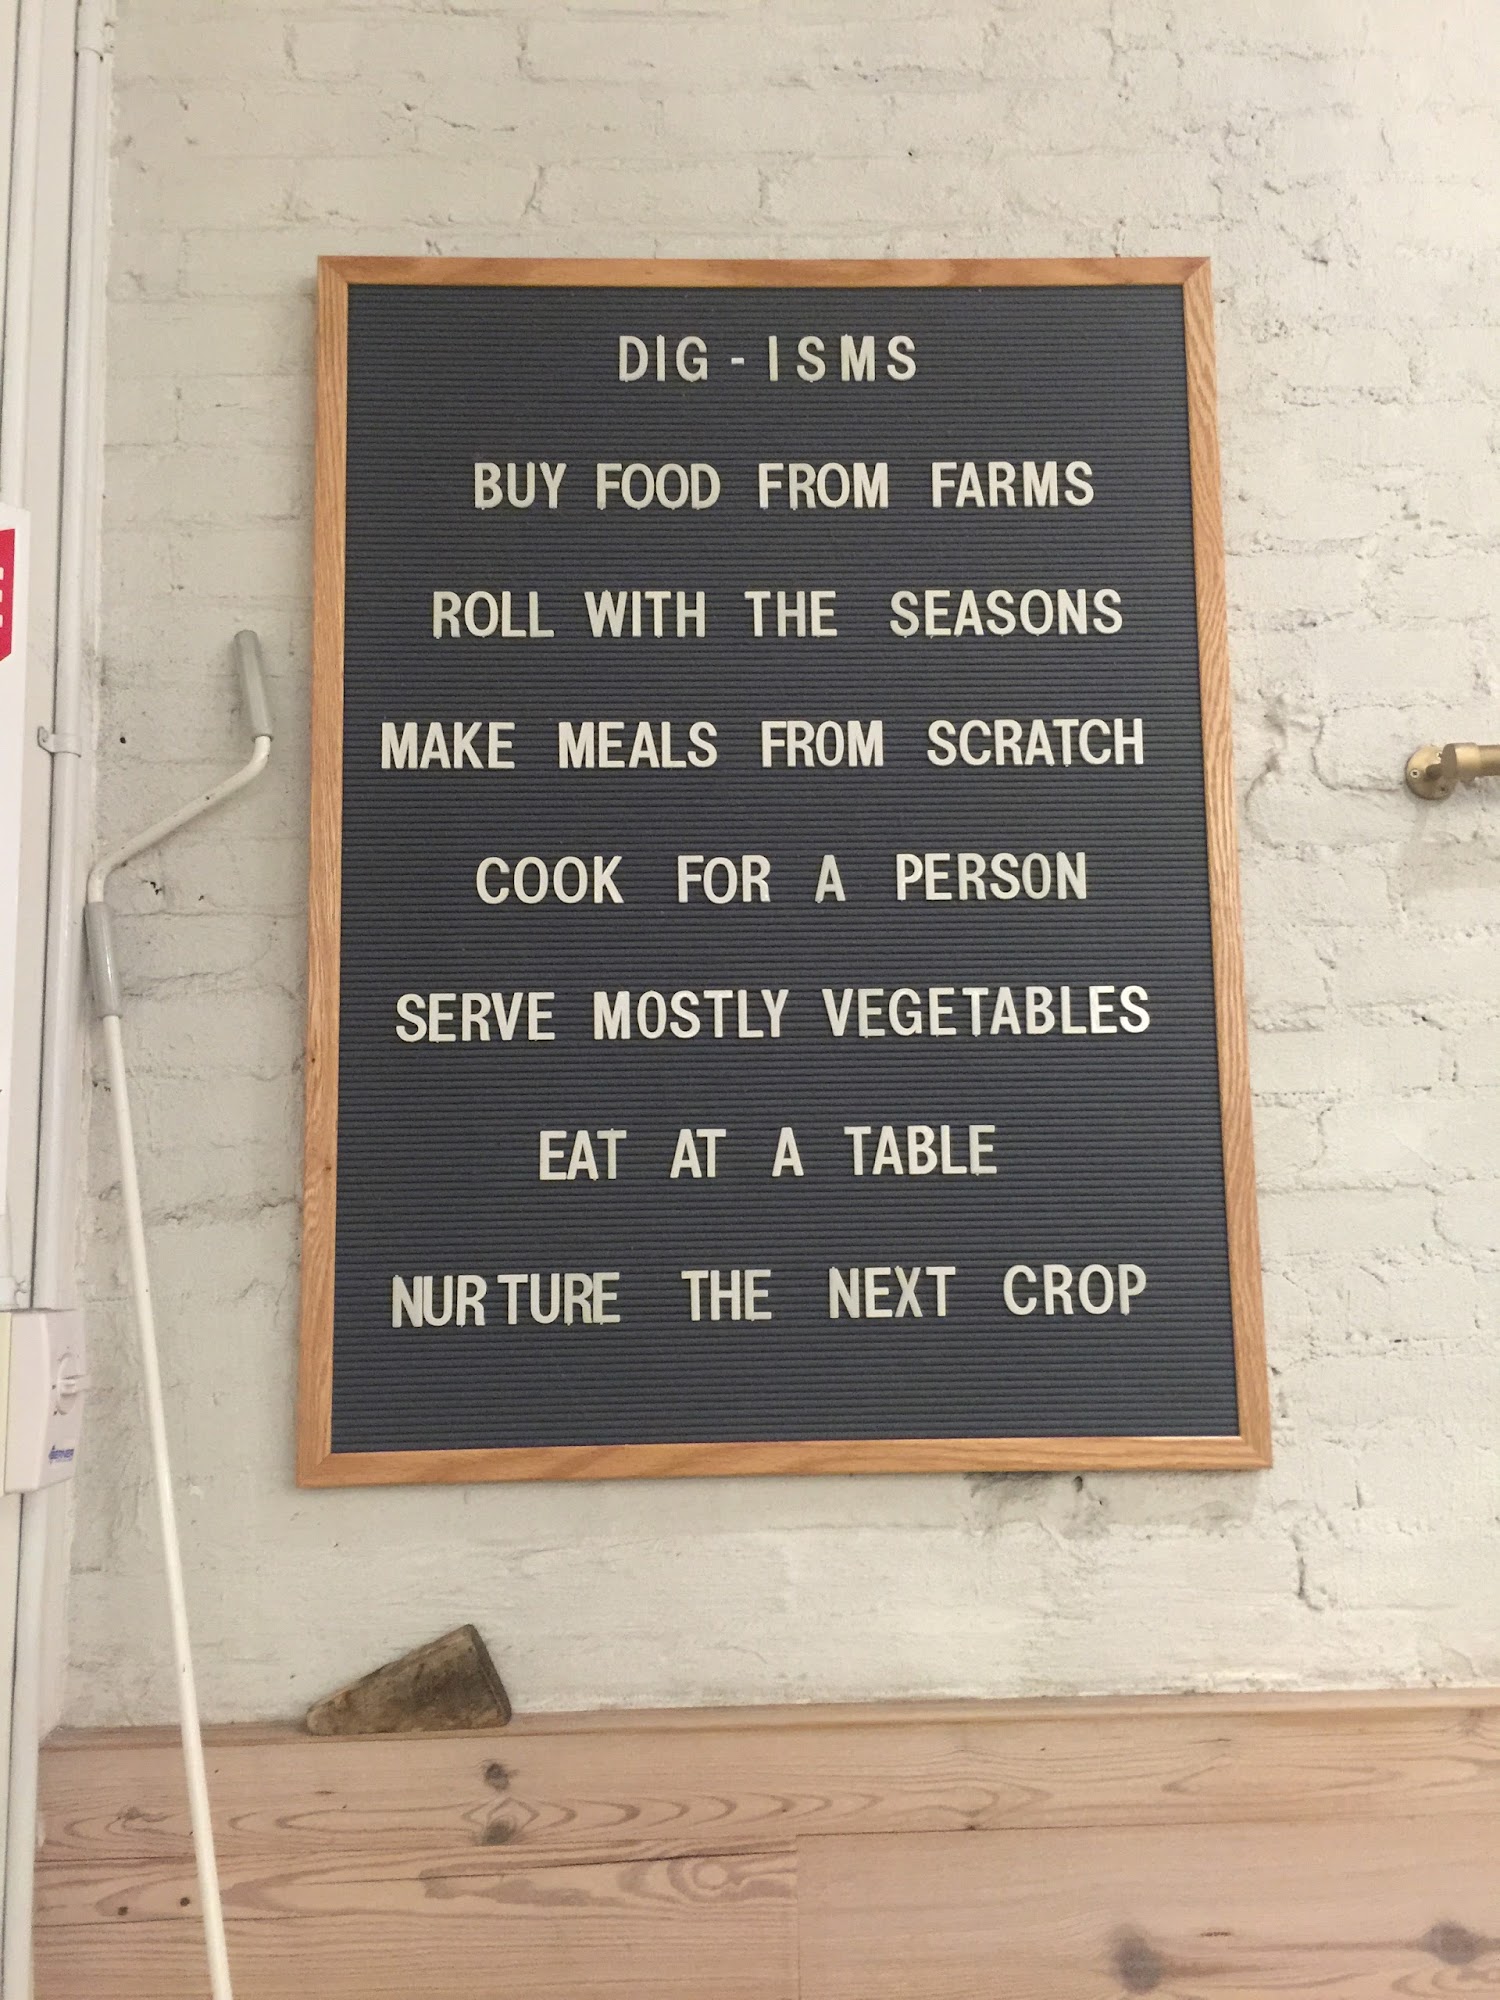 DIG - ISMS
BUY FOOD FROM FARMS
ROLL WITH THE SEASONS
MAKE MEALS FROM SCRATCH
COOK FOR A PERSON
SERVE MOSTLY VEGETABLES
EAT AT A TABLE
NURTURE THE NEXT CROP